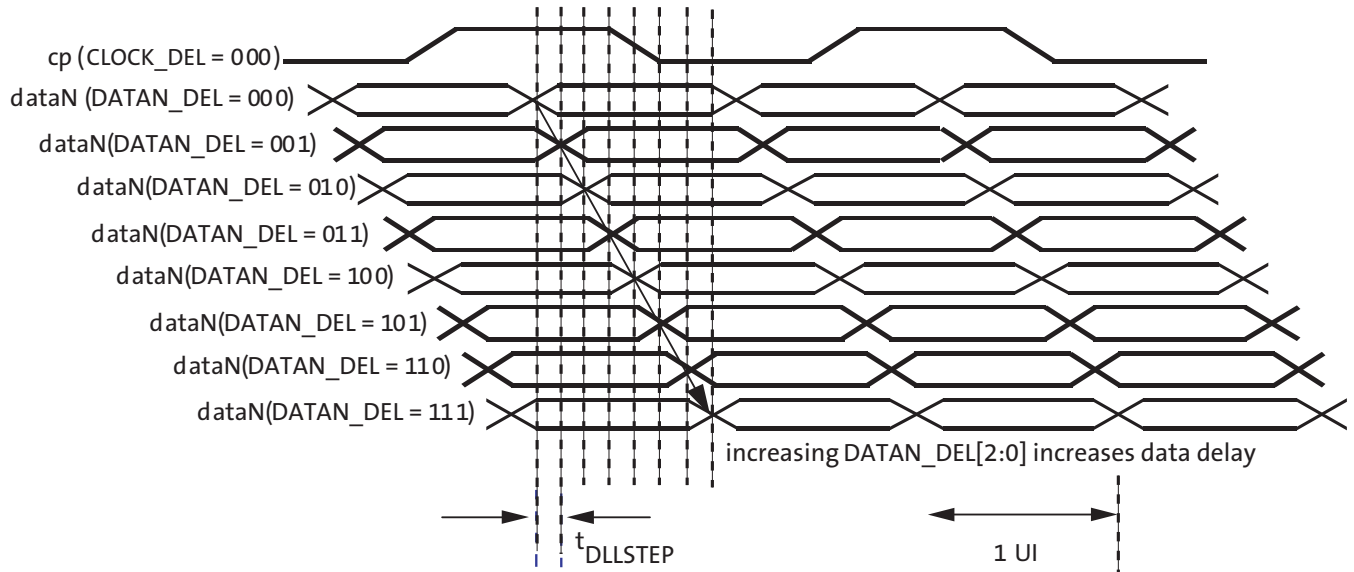 cp (CLOCK_DEL = 000)
dataN (DATAN_DEL = 000)
dataN(DATAN_DEL = 001)
dataN(DATAN_DEL = 010)
dataN(DATAN_DEL = 011)
dataN(DATAN_DEL = 100)
dataN(DATAN_DEL = 101)
dataN(DATAN_DEL = 110)
dataN(DATAN_DEL = 111)
increasing DATAN_DEL[2:0] increases data delay
tDLLSTEP
1 UI